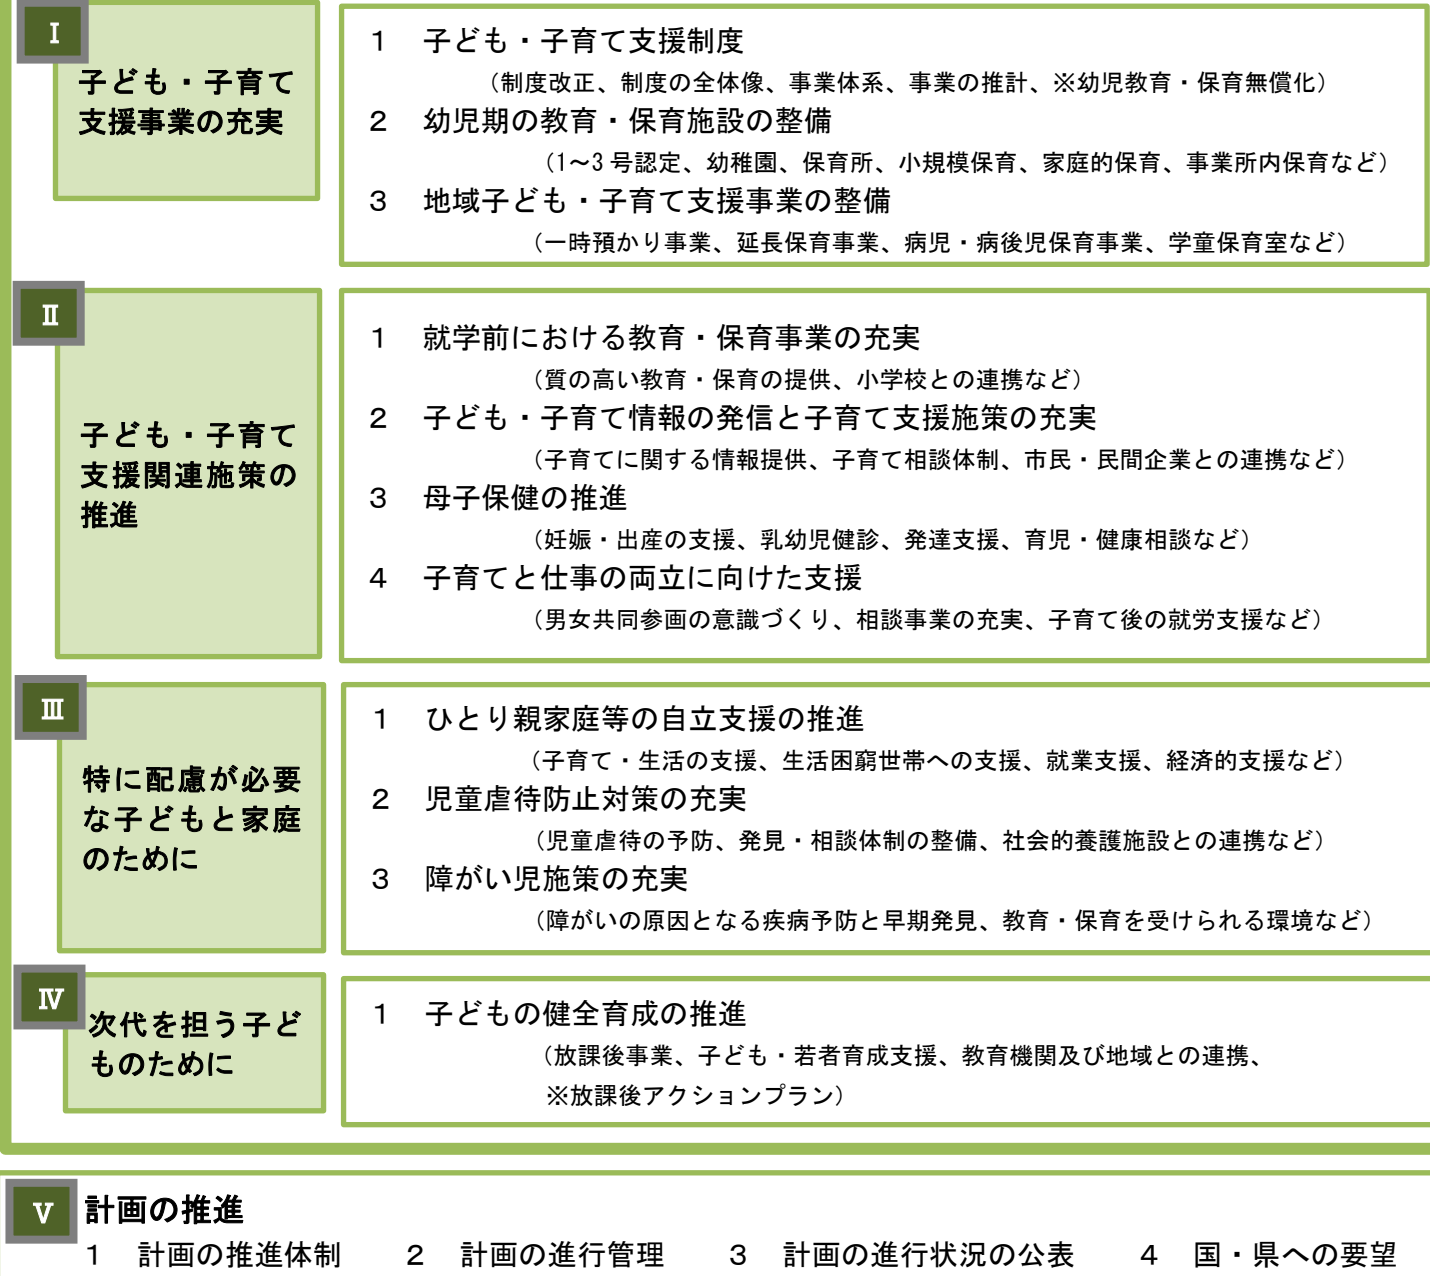 Ⅰ
子ども・子育て
支援事業の充実
１　子ども・子育て支援制度
（制度改正、制度の全体像、事業体系、事業の推計、※幼児教育・保育無償化）
２　幼児期の教育・保育施設の整備
（1～3号認定、幼稚園、保育所、小規模保育、家庭的保育、事業所内保育など）
３　地域子ども・子育て支援事業の整備
（一時預かり事業、延長保育事業、病児・病後児保育事業、学童保育室など）
Ⅱ
子ども・子育て
支援関連施策の
推進
１　就学前における教育・保育事業の充実
（質の高い教育・保育の提供、小学校との連携など）
２　子ども・子育て情報の発信と子育て支援施策の充実
（子育てに関する情報提供、子育て相談体制、市民・民間企業との連携など）
３　母子保健の推進
（妊娠・出産の支援、乳幼児健診、発達支援、育児・健康相談など）
４　子育てと仕事の両立に向けた支援
（男女共同参画の意識づくり、相談事業の充実、子育て後の就労支援など）
Ⅲ
特に配慮が必要
な子どもと家庭
のために
１　ひとり親家庭等の自立支援の推進
（子育て・生活の支援、生活困窮世帯への支援、就業支援、経済的支援など）
２　児童虐待防止対策の充実
（児童虐待の予防、発見・相談体制の整備、社会的養護施設との連携など）
３　障がい児施策の充実
（障がいの原因となる疾病予防と早期発見、教育・保育を受けられる環境など）
Ⅳ
次代を担う子ど
ものために
１　子どもの健全育成の推進
（放課後事業、子ども・若者育成支援、教育機関及び地域との連携、
※放課後アクションプラン）
Ⅴ　計画の推進
１　計画の推進体制　２　計画の進行管理　３　計画の進行状況の公表　４　国・県への要望